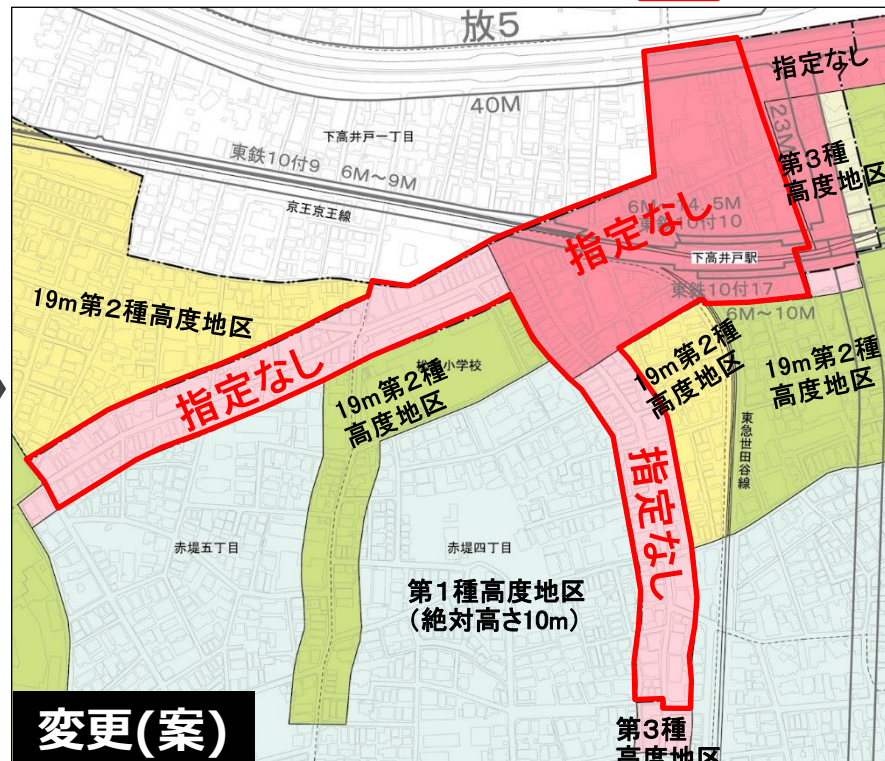 放5
40M
指定なし
下高井戸一丁目
東鉄10付9 6M～9M
京王京王線
23M
第3種
高度地区
東鉄10付10
指定なし
下高井戸駅
東鉄10付17
6M～10M
19m第2種高度地区
指定なし
小学校
19m第2種
高度地区
19m第2種
高度地区
19m第2種
高度地区
東急世田谷線
指定なし
赤堤五丁目
赤堤四丁目
第1種高度地区
(絶対高さ10m)
変更(案)
第3種
高度地区